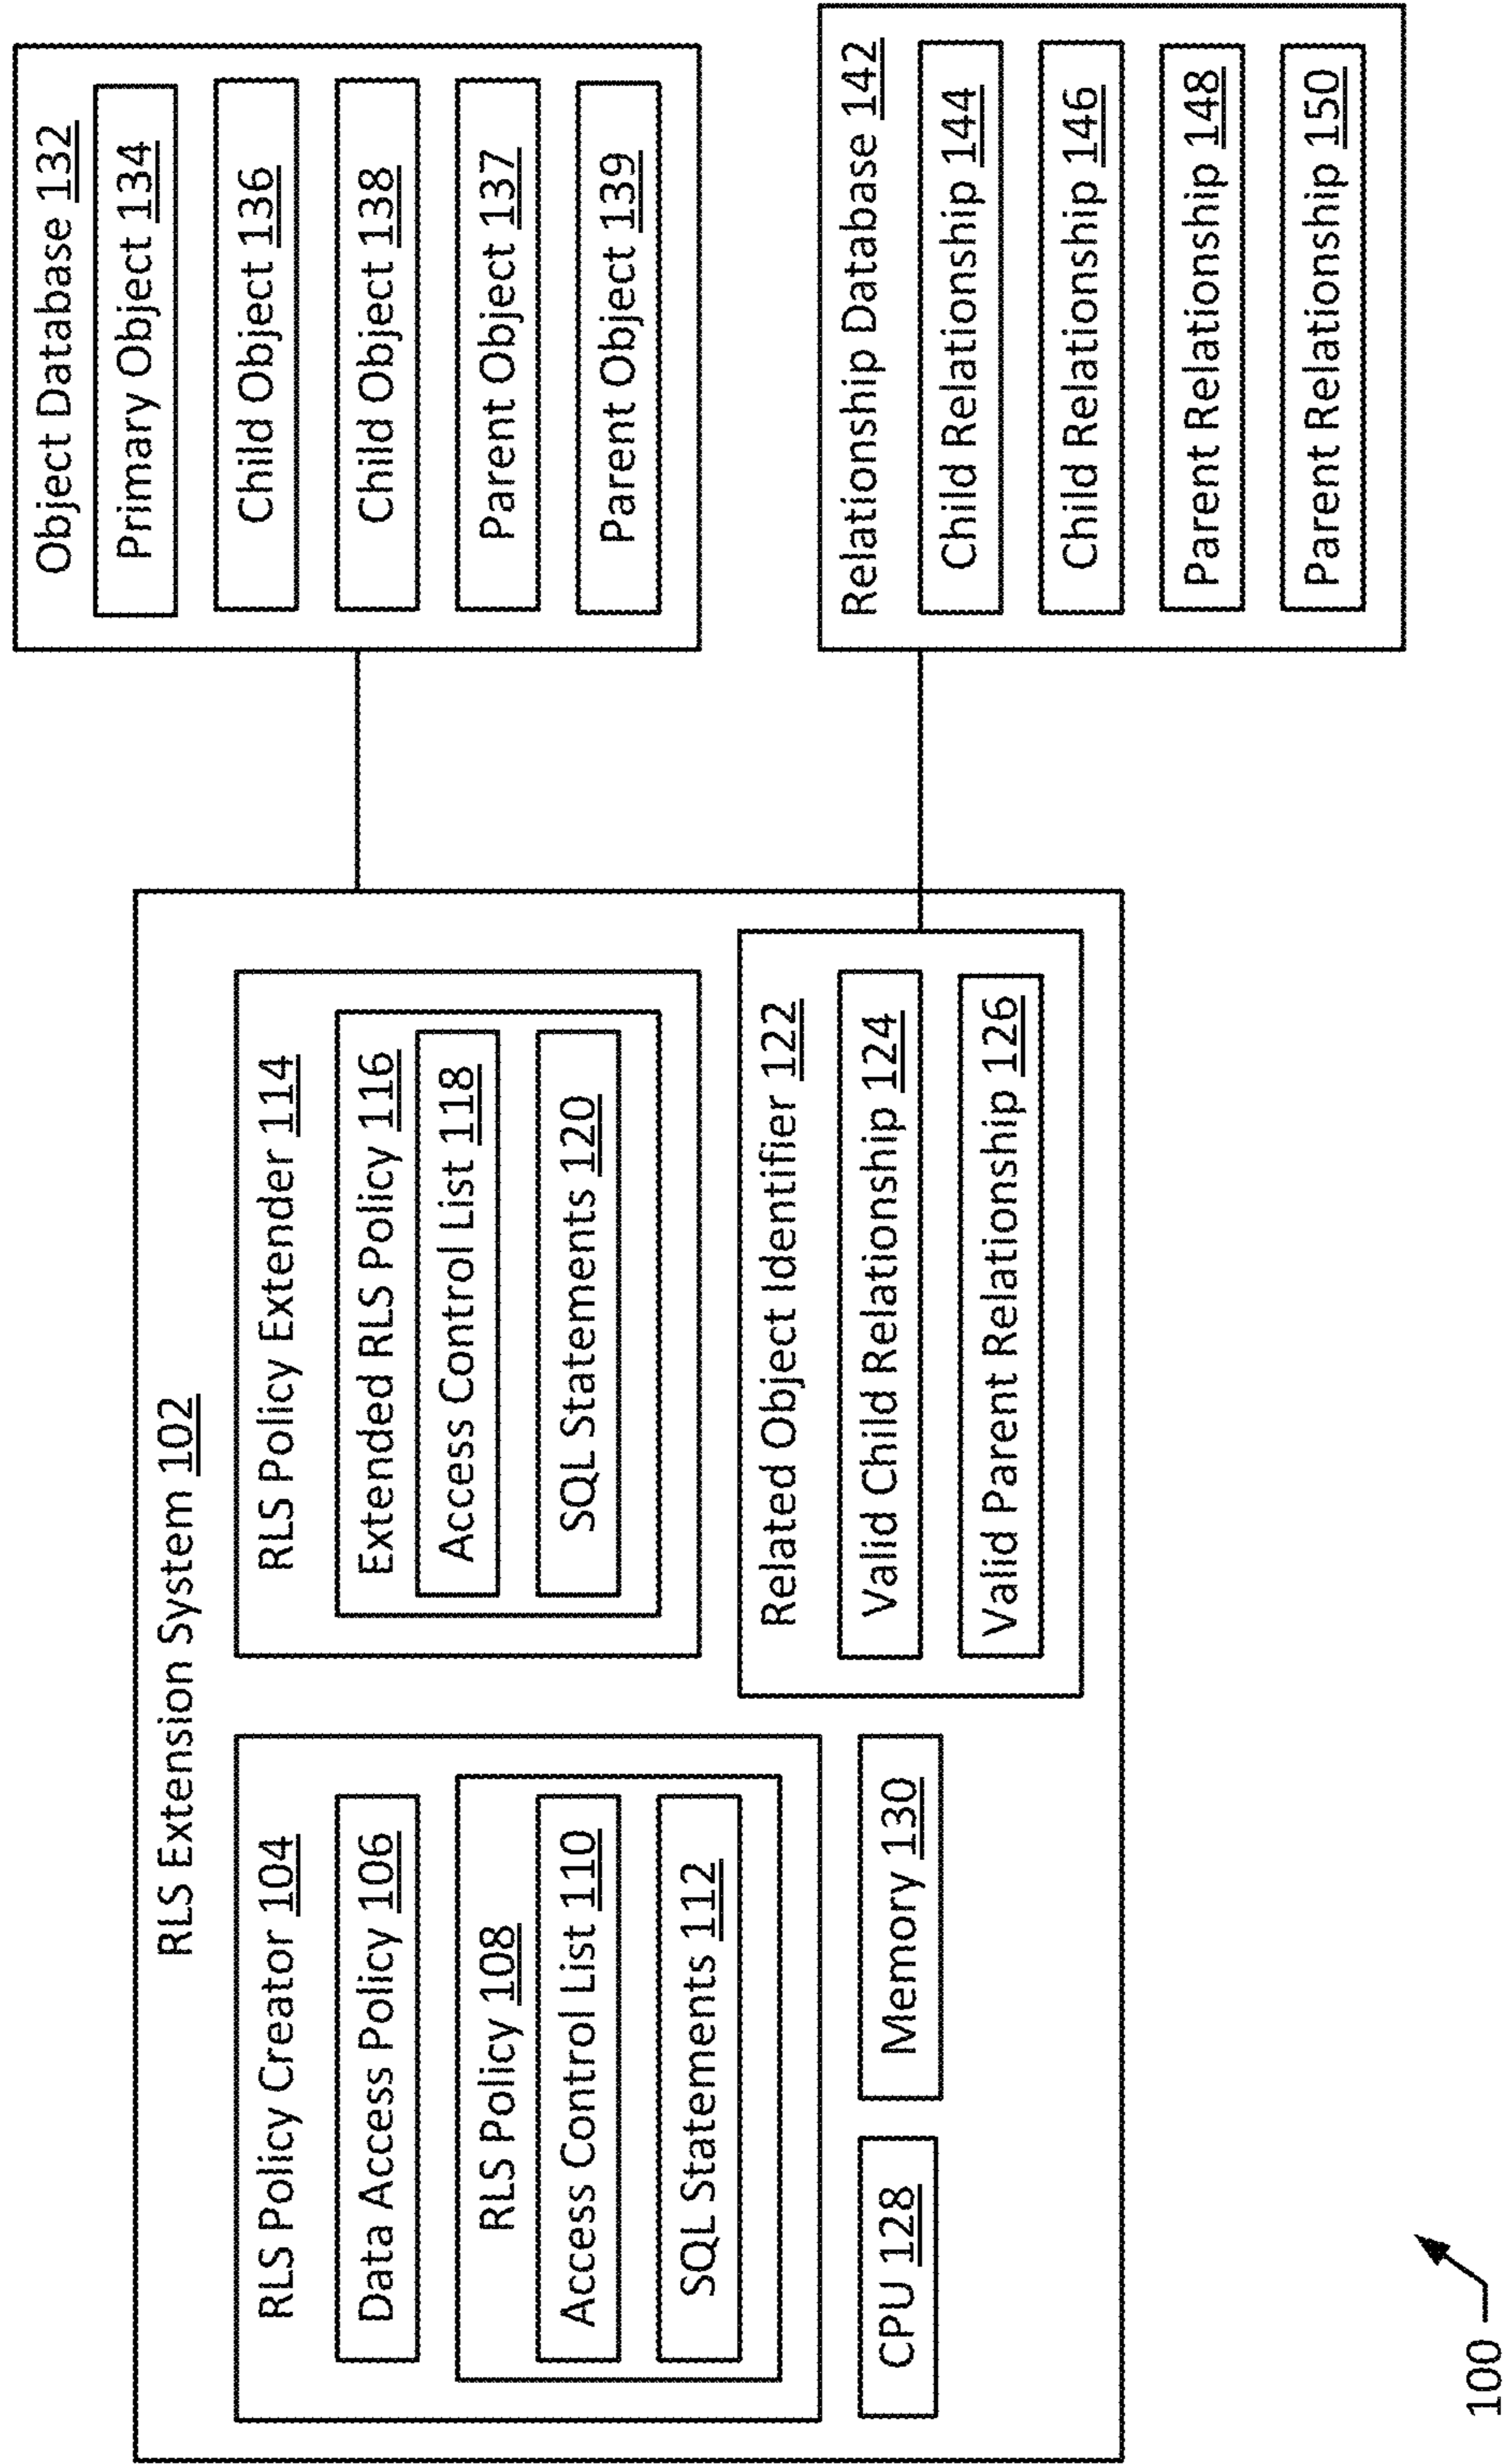 RLS Extension System 102
RLS Policy Creator 104
Data Access Policy 106
RLS Policy 108
Access Control List 110
SQL Statements 112
CPU 128
Memory 130
RLS Policy Extender 114
Extended RLS Policy 116
Access Control List 118
SQL Statements 120
Related Object Identifier 122
Valid Child Relationship 124
Valid Parent Relationship 126
Object Database 132
Primary Object 134
Child Object 136
Child Object 138
Parent Object 137
Parent Object 139
Relationship Database 142
Child Relationship 144
Child Relationship 146
Parent Relationship 148
Parent Relationship 150
100